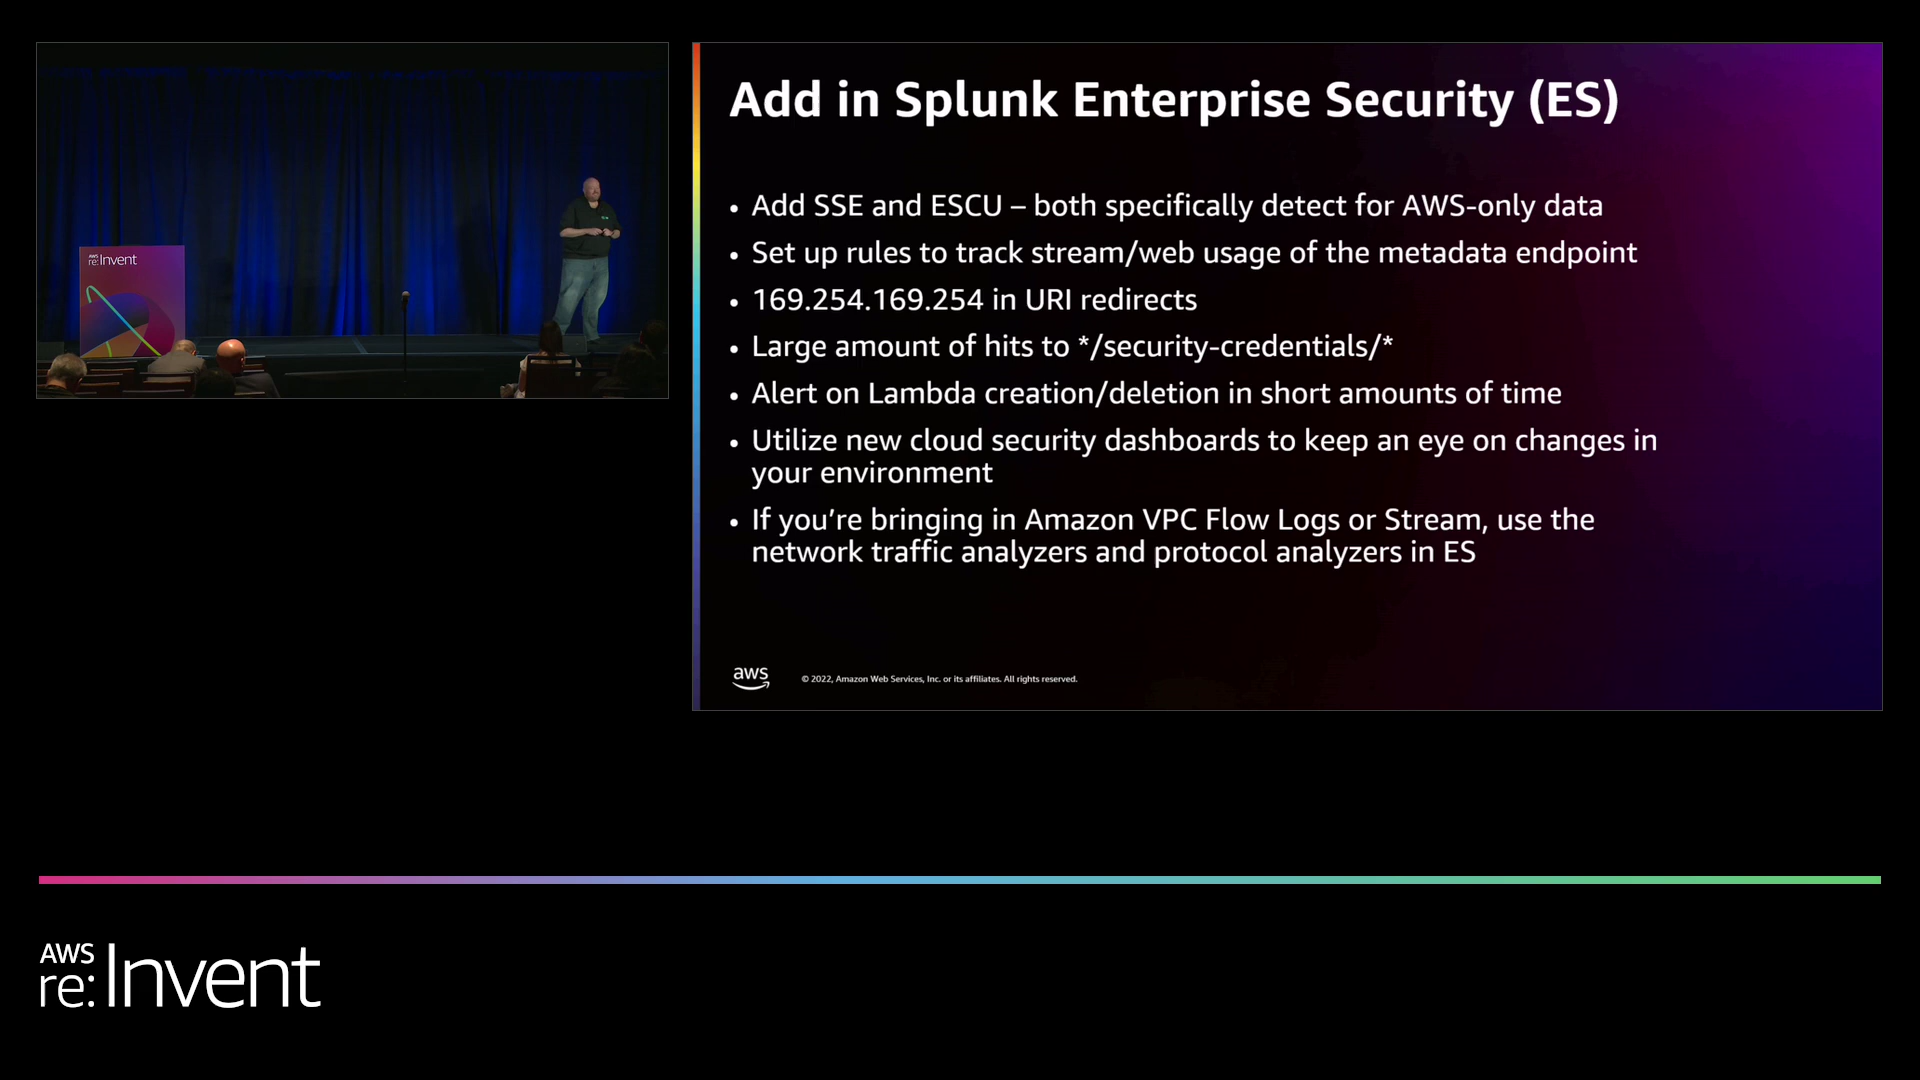 AWS
re:Invent
Add in Splunk Enterprise Security (ES)
• Add SSE and ESCU – both specifically detect for AWS-only data
• Set up rules to track stream/web usage of the metadata endpoint
• 169.254.169.254 in URI redirects
• Large amount of hits to */security-credentials/*
• Alert on Lambda creation/deletion in short amounts of time
• Utilize new cloud security dashboards to keep an eye on changes in
your environment
• If you’re bringing in Amazon VPC Flow Logs or Stream, use the
network traffic analyzers and protocol analyzers in ES
aws
© 2022, Amazon Web Services, Inc. or its affiliates. All rights reserved.
AWS
re:Invent